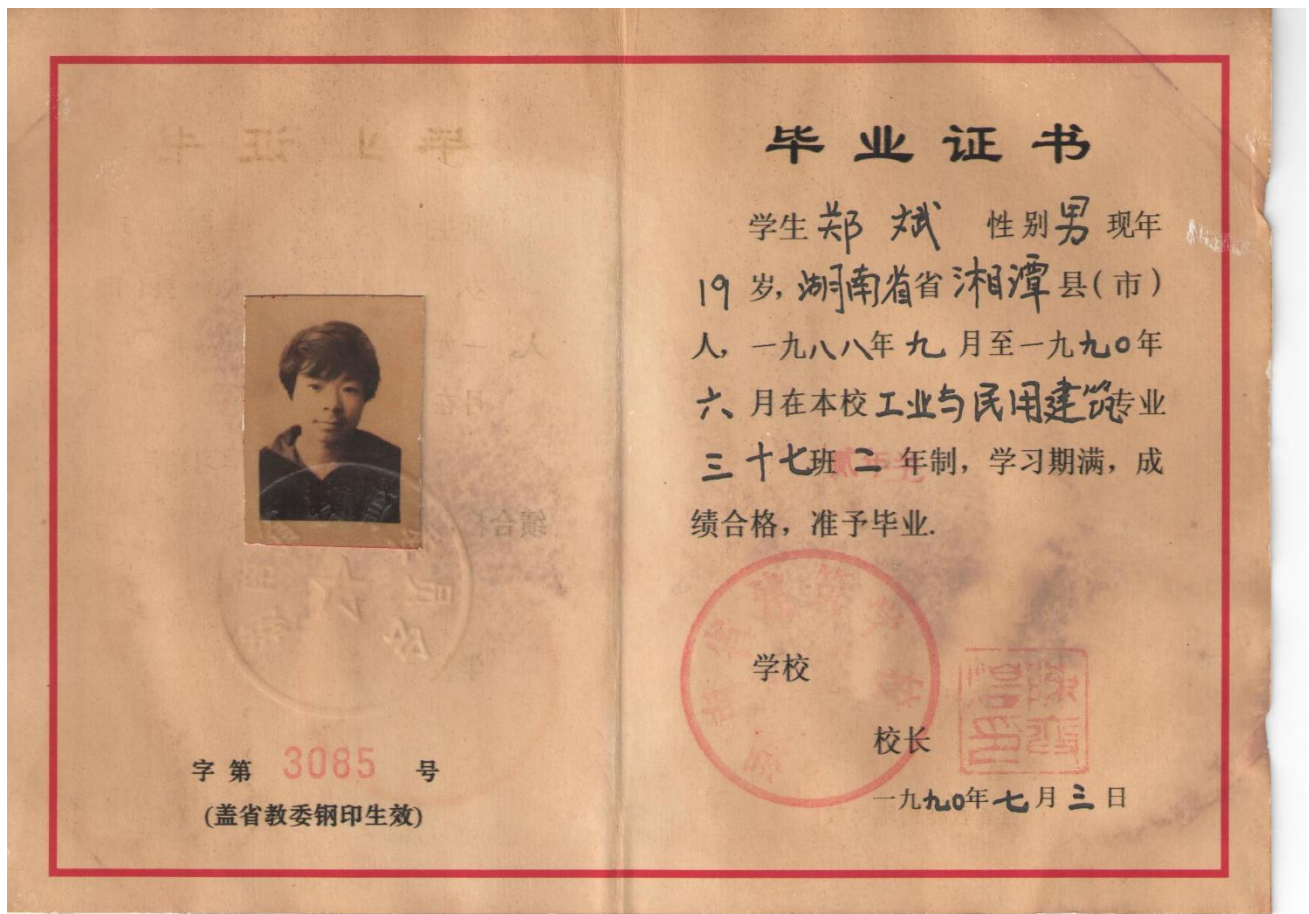 字第 3085 号
(盖省教委钢印生效)
毕业证书
学生郑斌 性别男 现年
19岁,湖南省省湘潭县(市)
人,一九八八年九月至一九九〇年
六月在本校工业与民用建筑专业
三十七班二年制,学习期满,成
绩合格,准予毕业.
学校
校长
一九九〇年七月三日